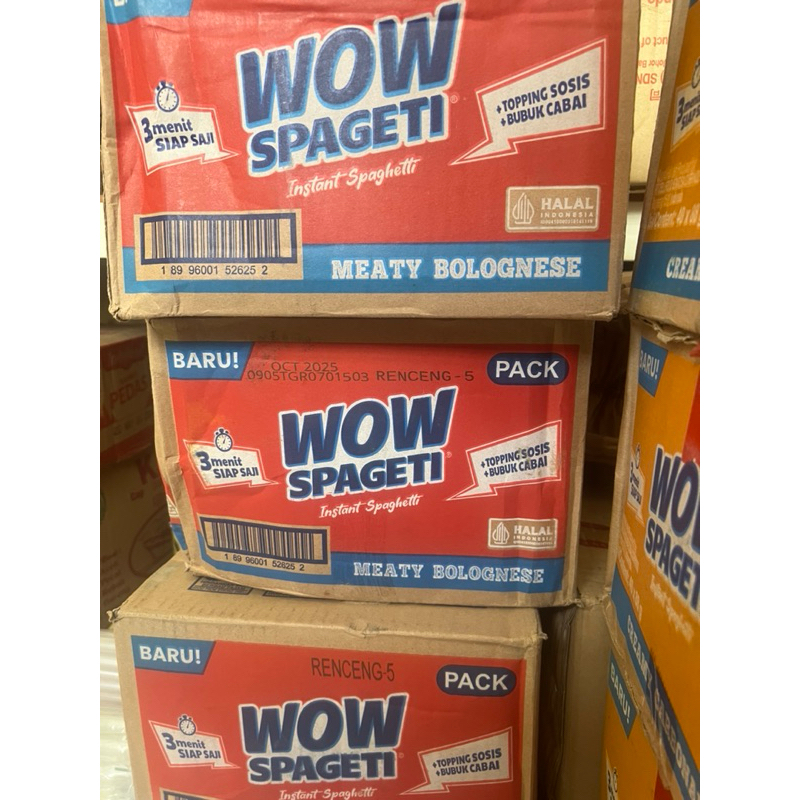 WOW
SPAGETI
Instant Spaghetti
3 menit
SIAP SAJI
+TOPPING SOSIS
+BUBUK CABAI
HALAL
INDONESIA
1 89 96001 52625 2
MEATY BOLOGNESE
BARU!
OCT 2025
0905TGR0701503 RENCENG - 5
PACK
WOW
SPAGETI
Instant Spaghetti
3 menit
SIAP SAJI
+TOPPING SOSIS
+BUBUK CABAI
HALAL
INDONESIA
1 89 96001 52625 2
MEATY BOLOGNESE
BARU!
RENCENG-5
PACK
WOW
SPAGETI
Instant Spaghetti
3 menit
SIAP SAJI
+TOPPING SOSIS
+BUBUK CABAI
BARU!
BARU!